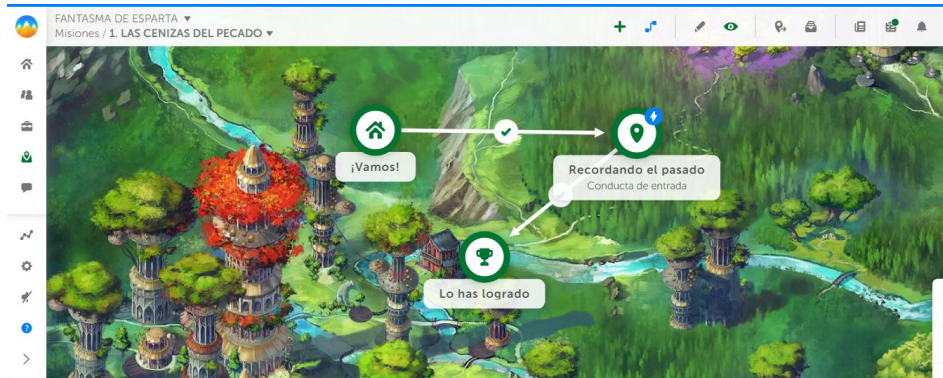 FANTASMA DE ESPARTA
Misiones / 1. LAS CENIZAS DEL PECADO
¡Vamos!
Recordando el pasado
Conducta de entrada
Lo has logrado